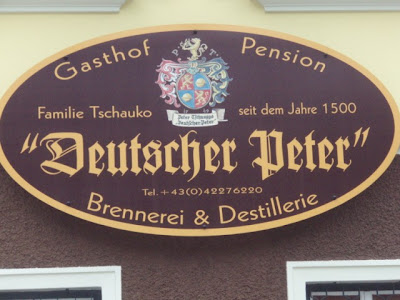 Gasthof Pension
P T
Familie Tschauko seit dem Jahre 1500
"Deutscher Peter"
Tel. +43(0)42276220
Brennerei & Destillerie